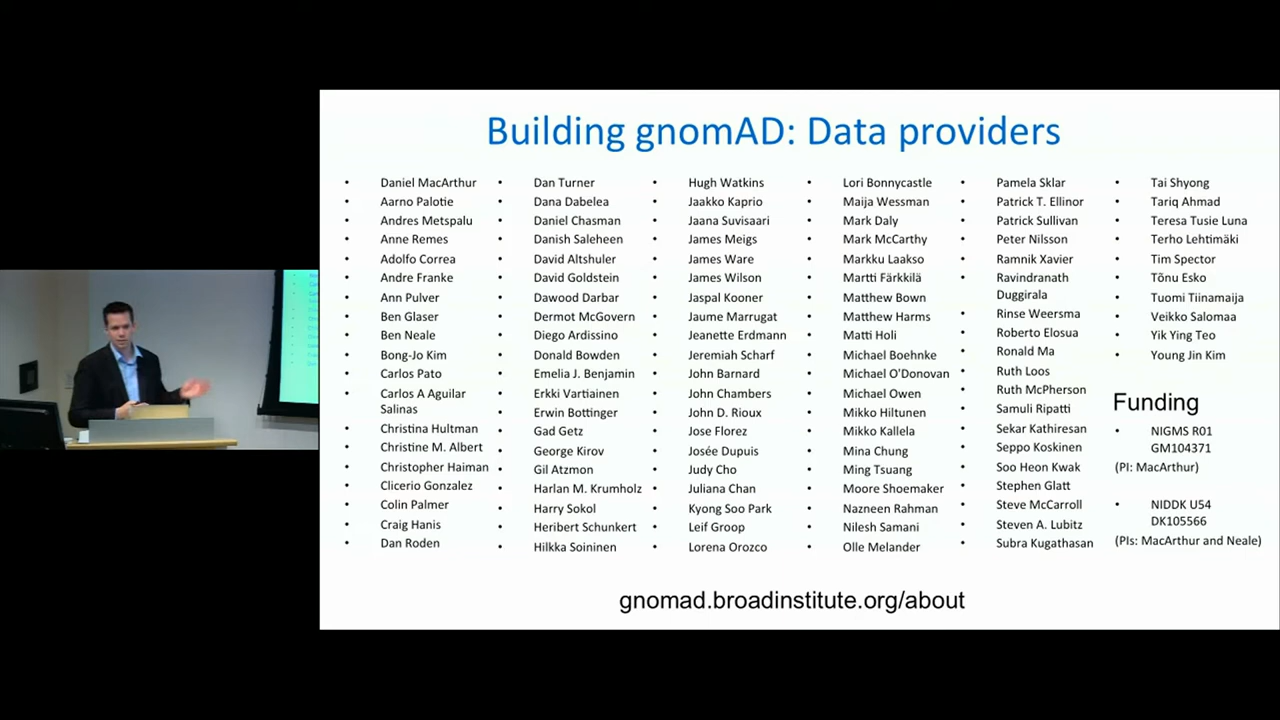 Building gnomAD: Data providers
• Daniel MacArthur
• Aarno Palotie
• Andres Metspalu
• Anne Remes
• Adolfo Correa
• Andre Franke
• Ann Pulver
• Ben Glaser
• Ben Neale
• Bong-Jo Kim
• Carlos Pato
• Carlos A Aguilar
Salinas
• Christina Hultman
• Christine M. Albert
• Christopher Haiman
• Clicerio Gonzalez
• Colin Palmer
• Craig Hanis
• Dan Roden
• Dan Turner
• Dana Dabelea
• Daniel Chasman
• Danish Saleheen
• David Altshuler
• David Goldstein
• Dawood Darbar
• Dermot McGovern
• Diego Ardissino
• Donald Bowden
• Emelia J. Benjamin
• Erkki Vartiainen
• Erwin Bottinger
• Gad Getz
• George Kirov
• Gil Atzmon
• Harlan M. Krumholz
• Harry Sokol
• Heribert Schunkert
• Hilkka Soininen
• Hugh Watkins
• Jaakko Kaprio
• Jaana Suvisaari
• James Meigs
• James Ware
• James Wilson
• Jaspal Kooner
• Jaume Marrugat
• Jeanette Erdmann
• Jeremiah Scharf
• John Barnard
• John Chambers
• John D. Rioux
• Jose Florez
• Josée Dupuis
• Judy Cho
• Juliana Chan
• Kyong Soo Park
• Leif Groop
• Lorena Orozco
• Lori Bonnycastle
• Maija Wessman
• Mark Daly
• Mark McCarthy
• Markku Laakso
• Martti Färkkilä
• Matthew Bown
• Matthew Harms
• Matti Holi
• Michael Boehnke
• Michael O'Donovan
• Michael Owen
• Mikko Hiltunen
• Mikko Kallela
• Mina Chung
• Ming Tsuang
• Moore Shoemaker
• Nazneen Rahman
• Nilesh Samani
• Olle Melander
• Pamela Sklar
• Patrick T. Ellinor
• Patrick Sullivan
• Peter Nilsson
• Ramnik Xavier
• Ravindranath
Duggirala
• Rinse Weersma
• Roberto Elosua
• Ronald Ma
• Ruth Loos
• Ruth McPherson
• Samuli Ripatti
• Sekar Kathiresan
• Seppo Koskinen
• Soo Heon Kwak
• Stephen Glatt
• Steve McCarroll
• Steven A. Lubitz
• Subra Kugathasan
• Tai Shyong
• Tariq Ahmad
• Teresa Tusie Luna
• Terho Lehtimäki
• Tim Spector
• Tõnu Esko
• Tuomi Tiinamaija
• Veikko Salomaa
• Yik Ying Teo
• Young Jin Kim
Funding
• NIGMS R01
GM104371
(PI: MacArthur)
• NIDDK U54
DK105566
(PIs: MacArthur and Neale)
gnomad.broadinstitute.org/about